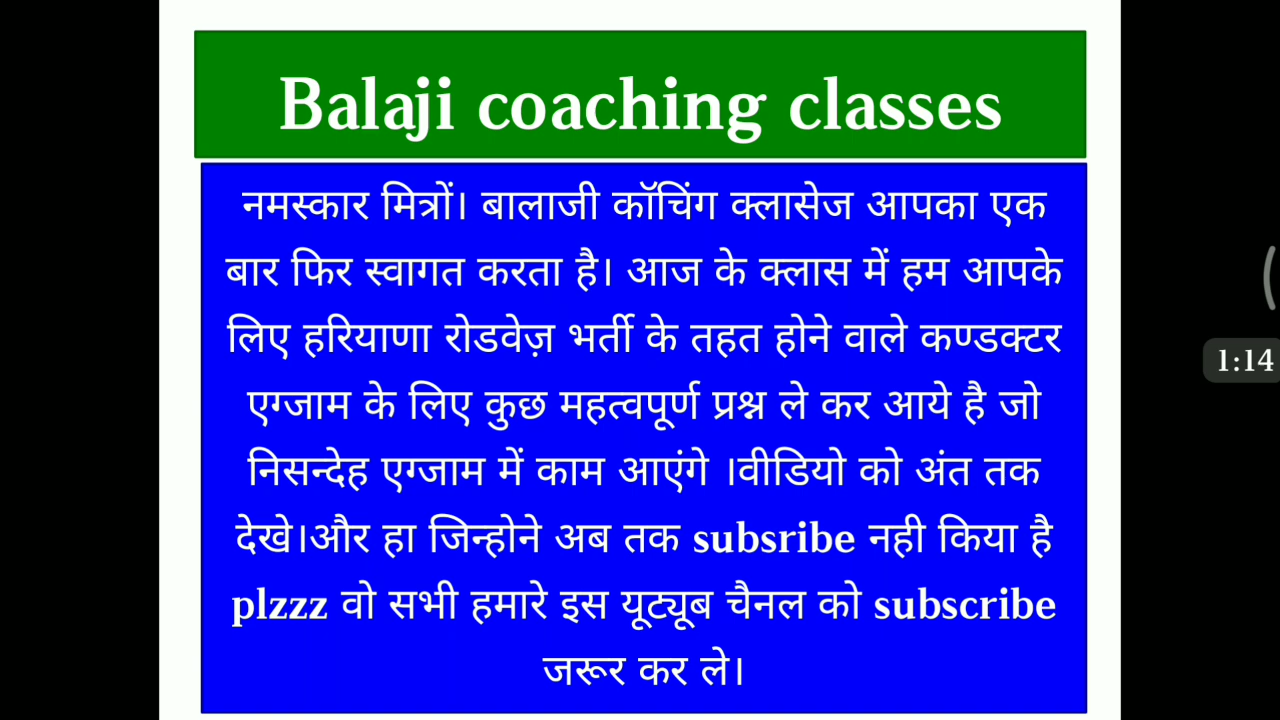 Balaji coaching classes
नमस्कार मित्रों। बालाजी कॉचिंग क्लासेज आपका एक
बार फिर स्वागत करता है। आज के क्लास में हम आपके
लिए हरियाणा रोडवेज़ भर्ती के तहत होने वाले कण्डक्टर
एग्जाम के लिए कुछ महत्वपूर्ण प्रश्न ले कर आये है जो
निसन्देह एग्जाम में काम आएंगे ।वीडियो को अंत तक
देखे।और हा जिन्होने अब तक subsribe नही किया है
plzzz वो सभी हमारे इस यूट्यूब चैनल को subscribe
जरूर कर ले।
1:14